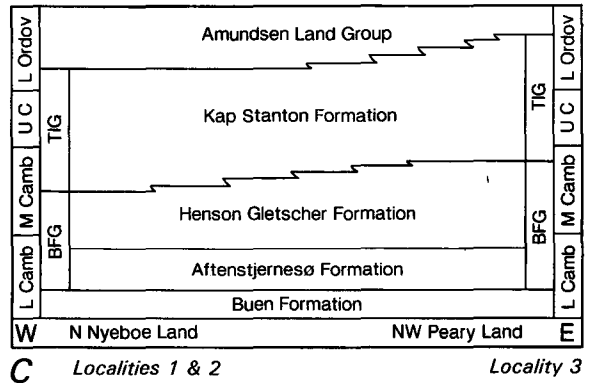 Amundsen Land Group
L Ordov
L Ordov
TIG
TIG
U C
U C
Kap Stanton Formation
M Camb
M Camb
Henson Gletscher Formation
BFG
BFG
Aftenstjernesø Formation
L Camb
L Camb
Buen Formation
W N Nyeboe Land NW Peary Land E
C Localities 1 & 2 Locality 3